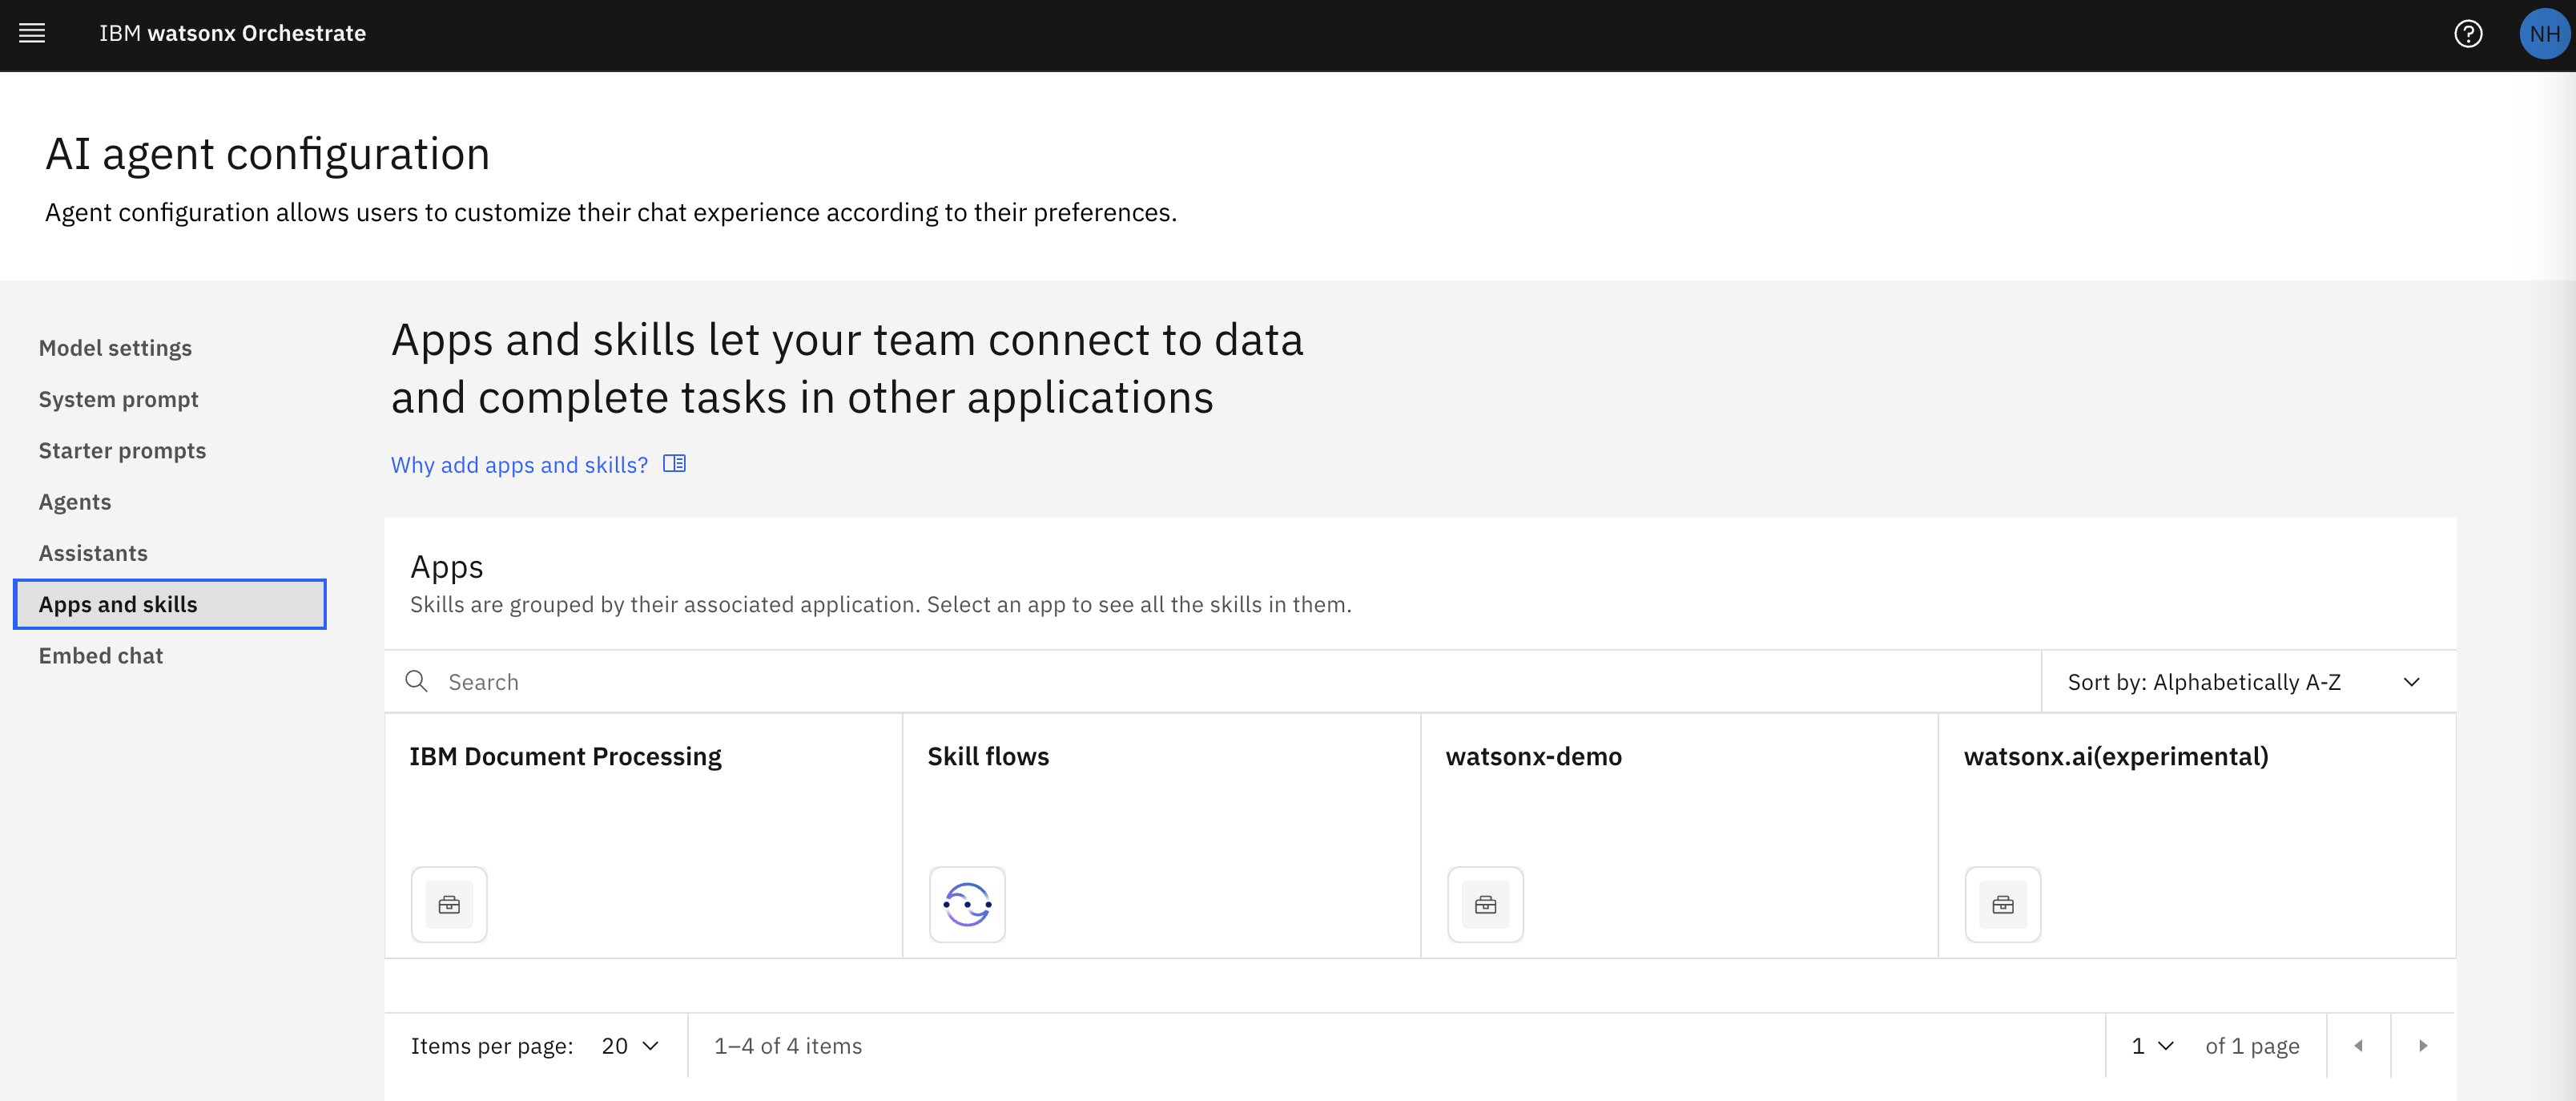 IBM watsonx Orchestrate
NH
AI agent configuration
Agent configuration allows users to customize their chat experience according to their preferences.
Model settings
System prompt
Starter prompts
Agents
Assistants
Apps and skills
Embed chat
Apps and skills let your team connect to data
and complete tasks in other applications
Why add apps and skills?
Apps
Skills are grouped by their associated application. Select an app to see all the skills in them.
Search
Sort by: Alphabetically A-Z
IBM Document Processing
Skill flows
watsonx-demo
watsonx.ai(experimental)
Items per page: 20
1–4 of 4 items
1 of 1 page